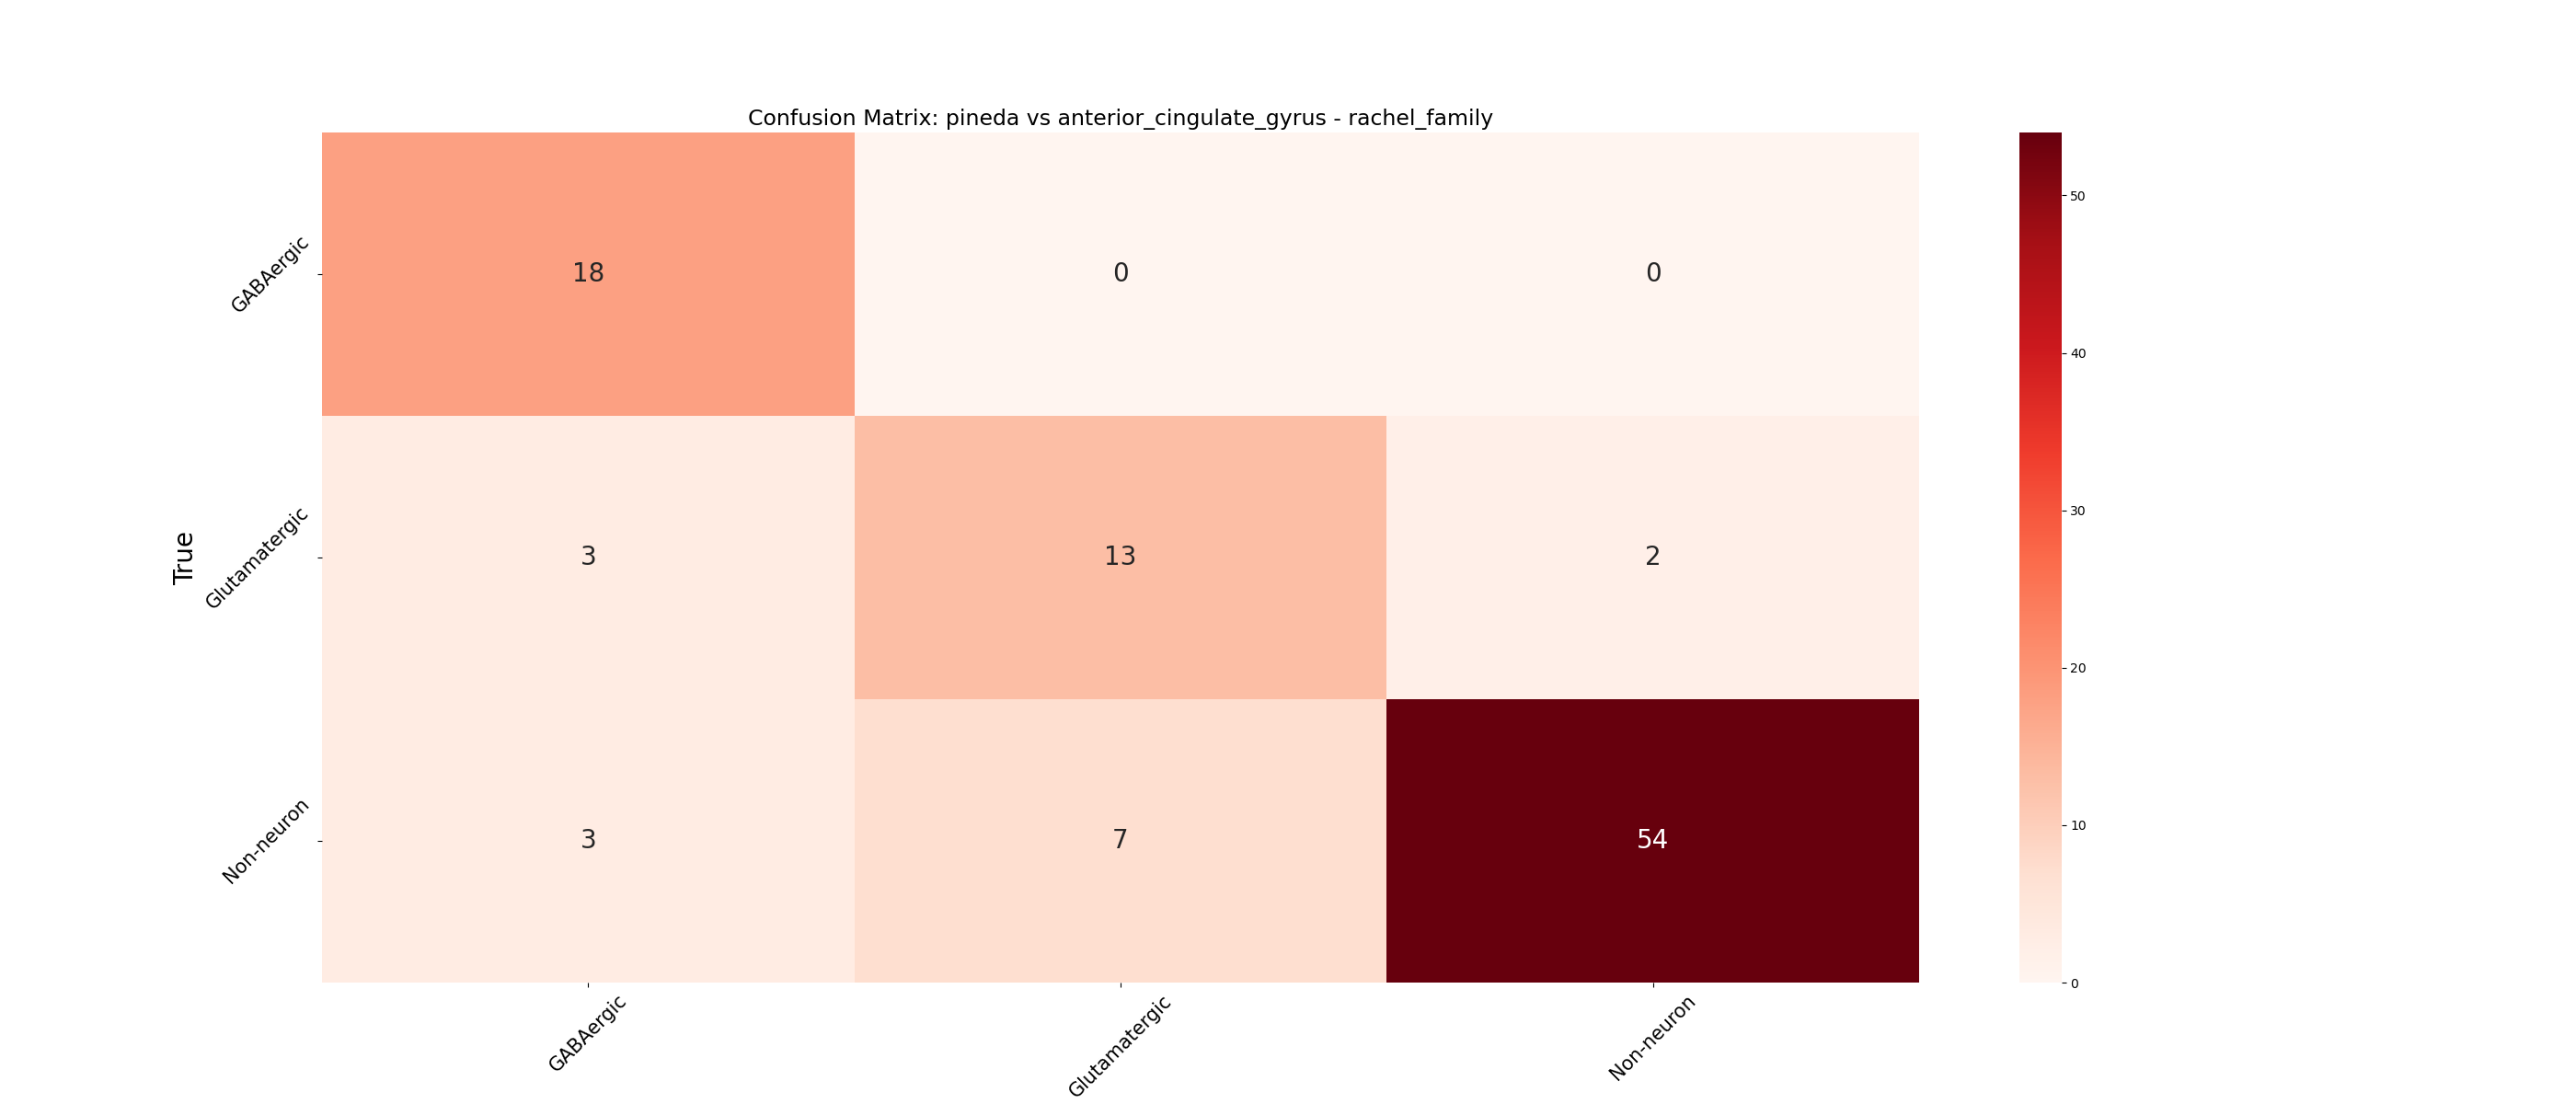 Confusion Matrix: pineda vs anterior_cingulate_gyrus - rachel_family
GABAergic
18
0
0
Glutamatergic
3
13
2
Non-neuron
3
7
54
True
GABAergic
Glutamatergic
Non-neuron
50
40
30
20
10
0